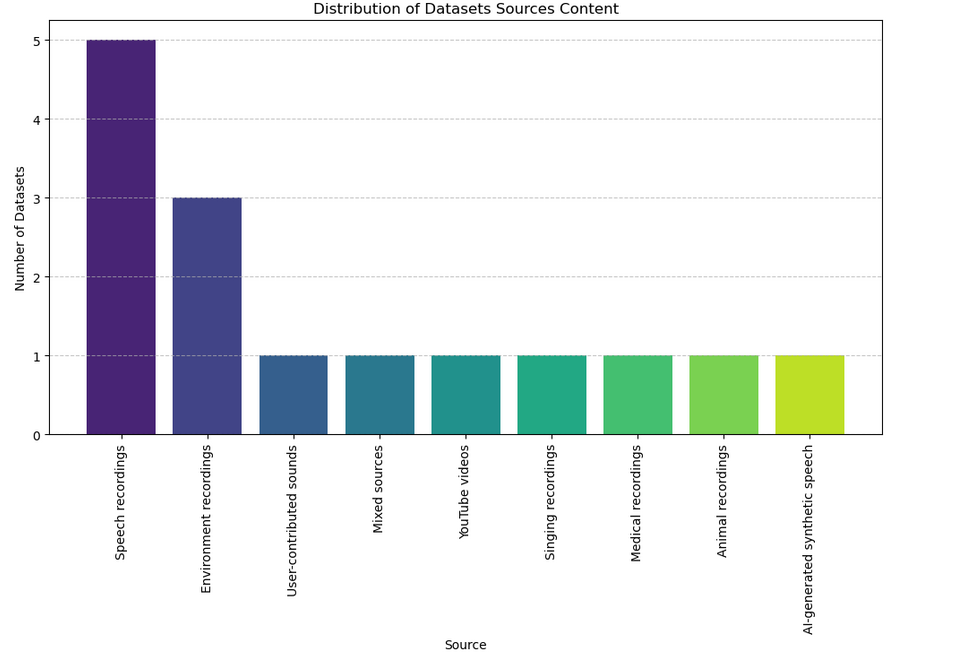 Distribution of Datasets Sources Content
Number of Datasets
5
4
3
2
1
0
Speech recordings
Environment recordings
User-contributed sounds
Mixed sources
YouTube videos
Singing recordings
Medical recordings
Animal recordings
AI-generated synthetic speech
Source